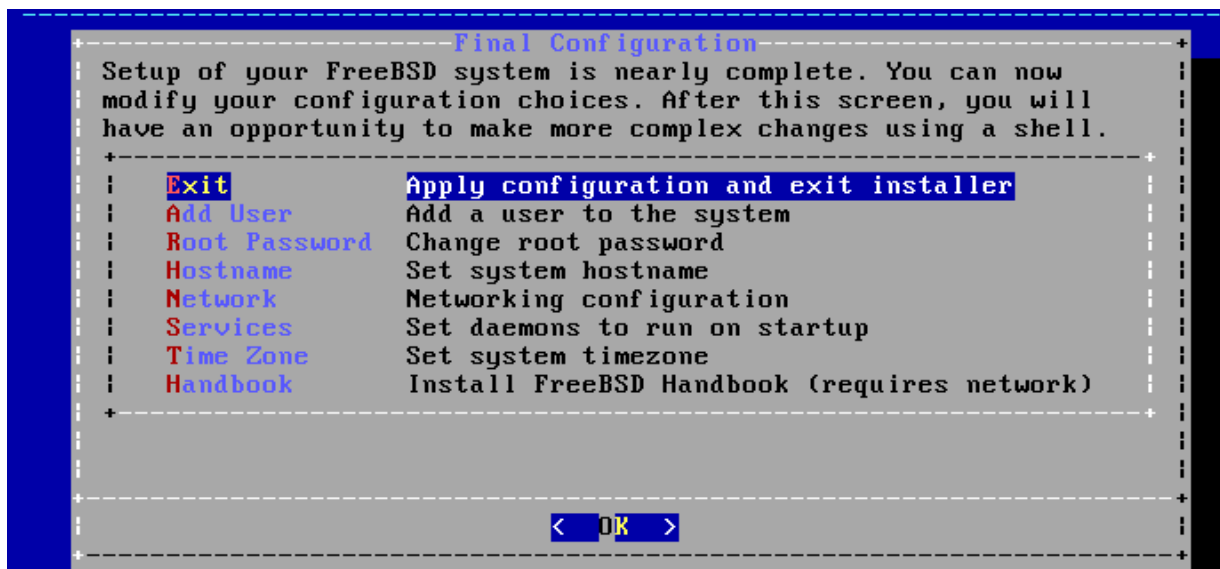 Final Configuration
Setup of your FreeBSD system is nearly complete. You can now
modify your configuration choices. After this screen, you will
have an opportunity to make more complex changes using a shell.
Exit Apply configuration and exit installer
Add User Add a user to the system
Root Password Change root password
Hostname Set system hostname
Network Networking configuration
Services Set daemons to run on startup
Time Zone Set system timezone
Handbook Install FreeBSD Handbook (requires network)
< OK >